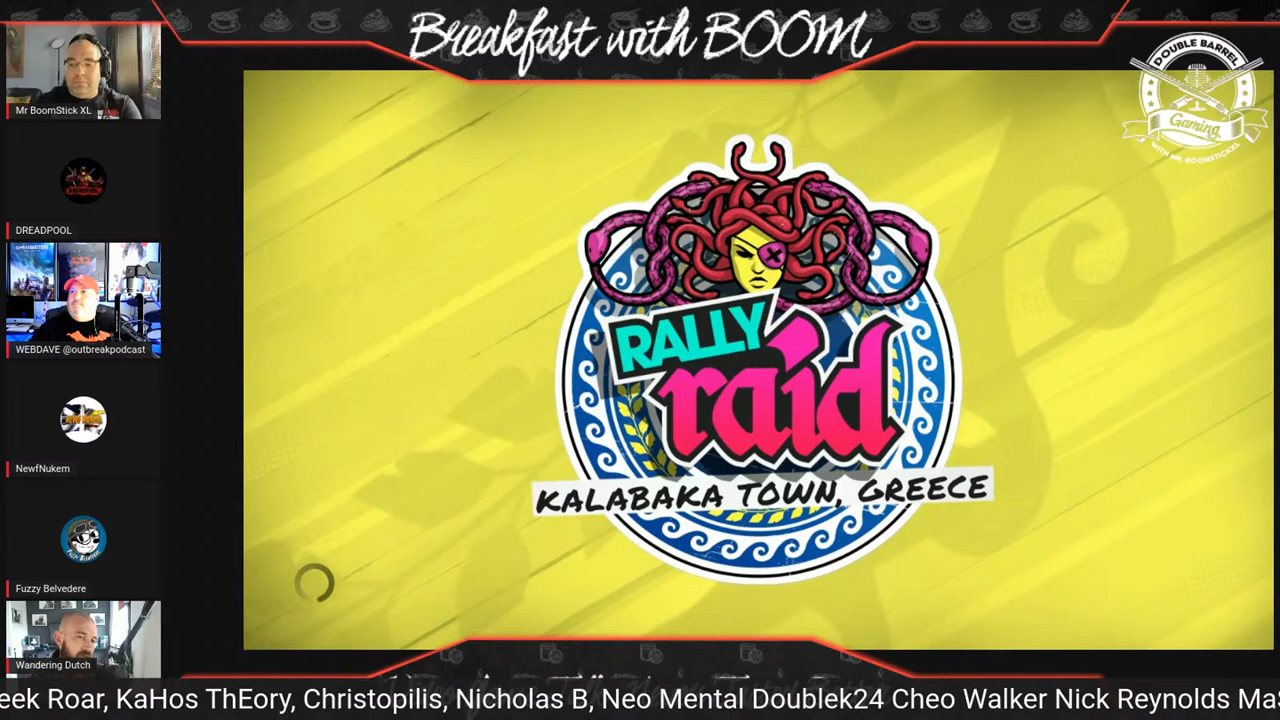 Breakfast with BOOM
DOUBLE BARREL
Gaming
WITH MR. BOOMSTICKXL
Mr BoomStick XL
DREADPOOL
WEBDAVE @outbreakpodcast
NewfNukem
Fuzzy Belvedere
Wandering Dutch
RALLY
raid
KALABAKA TOWN, GREECE
eek Roar, KaHos ThEory, Christopilis, Nicholas B, Neo Mental Doublek24 Cheo Walker Nick Reynolds MaS